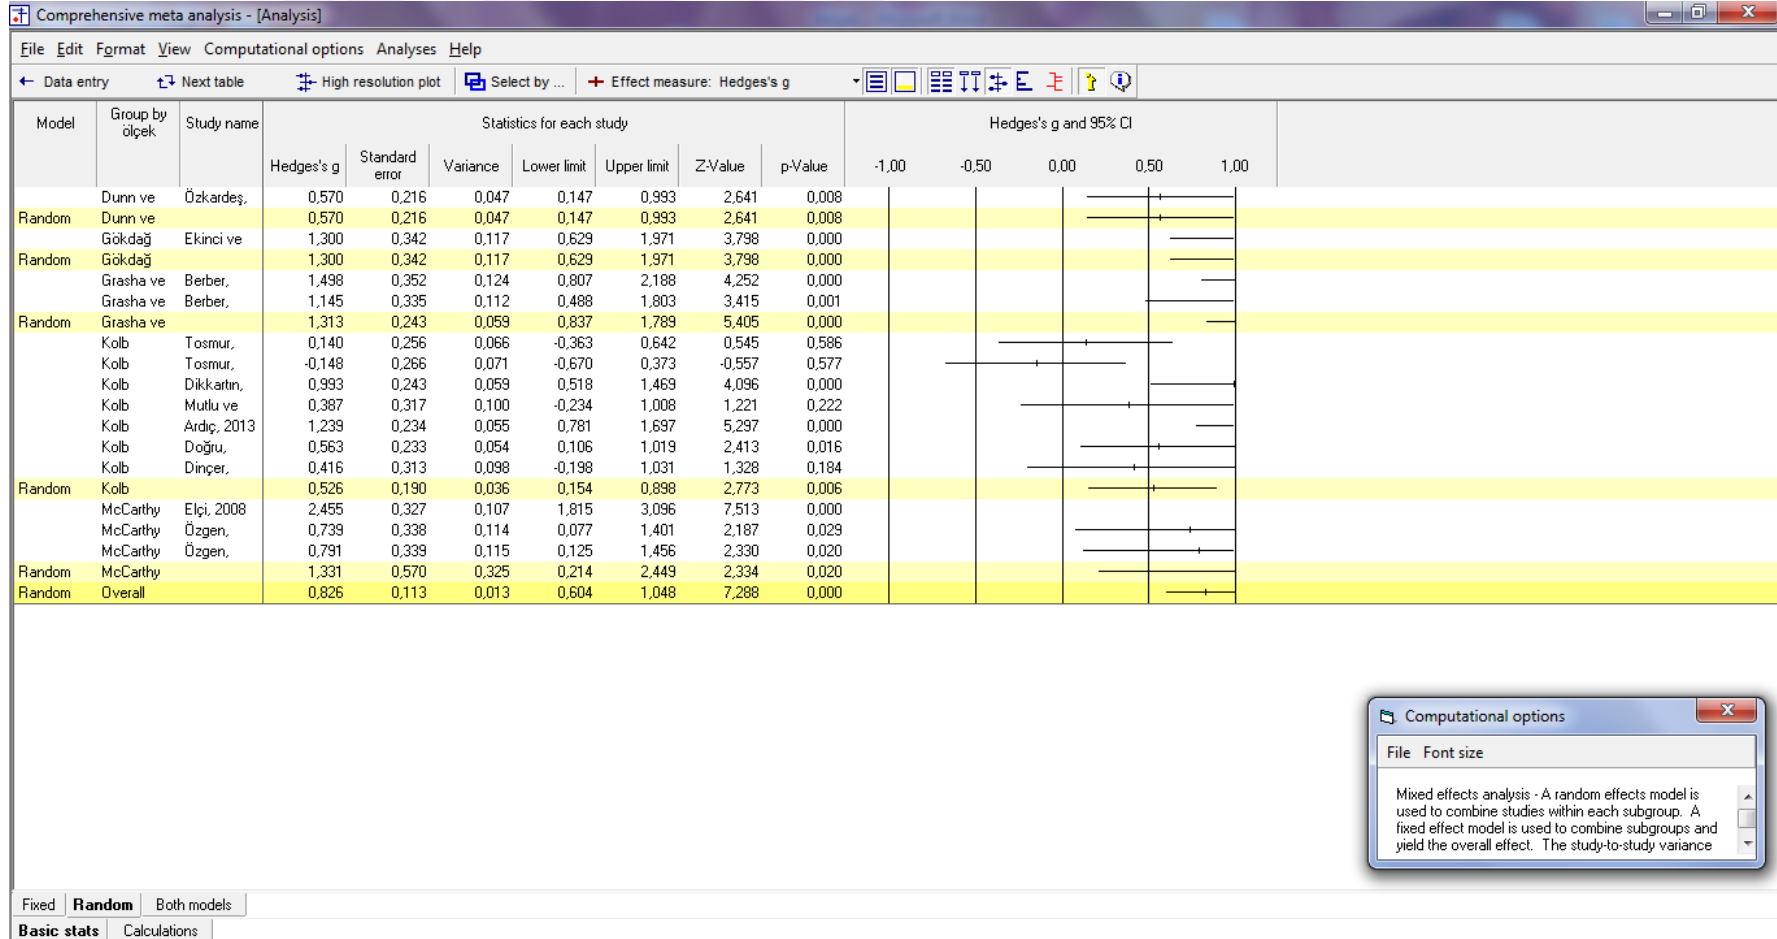 Comprehensive meta analysis - [Analysis]
File Edit Format View Computational options Analyses Help
Data entry Next table High resolution plot Select by ... Effect measure: Hedges's g
Model Group by ölçek Study name Statistics for each study Hedges's g and 95% CI
Hedges's g Standard error Variance Lower limit Upper limit Z-Value p-Value -1,00 -0,50 0,00 0,50 1,00
Dunn ve Özkardeş, 0,570 0,216 0,047 0,147 0,993 2,641 0,008
Random Dunn ve 0,570 0,216 0,047 0,147 0,993 2,641 0,008
Gökdağ Ekinci ve 1,300 0,342 0,117 0,629 1,971 3,798 0,000
Random Gökdağ 1,300 0,342 0,117 0,629 1,971 3,798 0,000
Grasha ve Berber, 1,498 0,352 0,124 0,807 2,188 4,252 0,000
Grasha ve Berber, 1,145 0,335 0,112 0,488 1,803 3,415 0,001
Random Grasha ve 1,313 0,243 0,059 0,837 1,789 5,405 0,000
Kolb Tosmur, 0,140 0,256 0,066 -0,363 0,642 0,545 0,586
Kolb Tosmur, -0,148 0,266 0,071 -0,670 0,373 -0,557 0,577
Kolb Dikkartın, 0,993 0,243 0,059 0,518 1,469 4,096 0,000
Kolb Mutlu ve 0,387 0,317 0,100 -0,234 1,008 1,221 0,222
Kolb Ardıç, 2013 1,239 0,234 0,055 0,781 1,697 5,297 0,000
Kolb Doğru, 0,563 0,233 0,054 0,106 1,019 2,413 0,016
Kolb Dinçer, 0,416 0,313 0,098 -0,198 1,031 1,328 0,184
Random Kolb 0,526 0,190 0,036 0,154 0,898 2,773 0,006
McCarthy Elçi, 2008 2,455 0,327 0,107 1,815 3,096 7,513 0,000
McCarthy Özgen, 0,739 0,338 0,114 0,077 1,401 2,187 0,029
McCarthy Özgen, 0,791 0,339 0,115 0,125 1,456 2,330 0,020
Random McCarthy 1,331 0,570 0,325 0,214 2,449 2,334 0,020
Random Overall 0,826 0,113 0,013 0,604 1,048 7,288 0,000
Computational options
File Font size
Mixed effects analysis - A random effects model is
used to combine studies within each subgroup. A
fixed effect model is used to combine subgroups and
yield the overall effect. The study-to-study variance
Fixed Random Both models
Basic stats Calculations